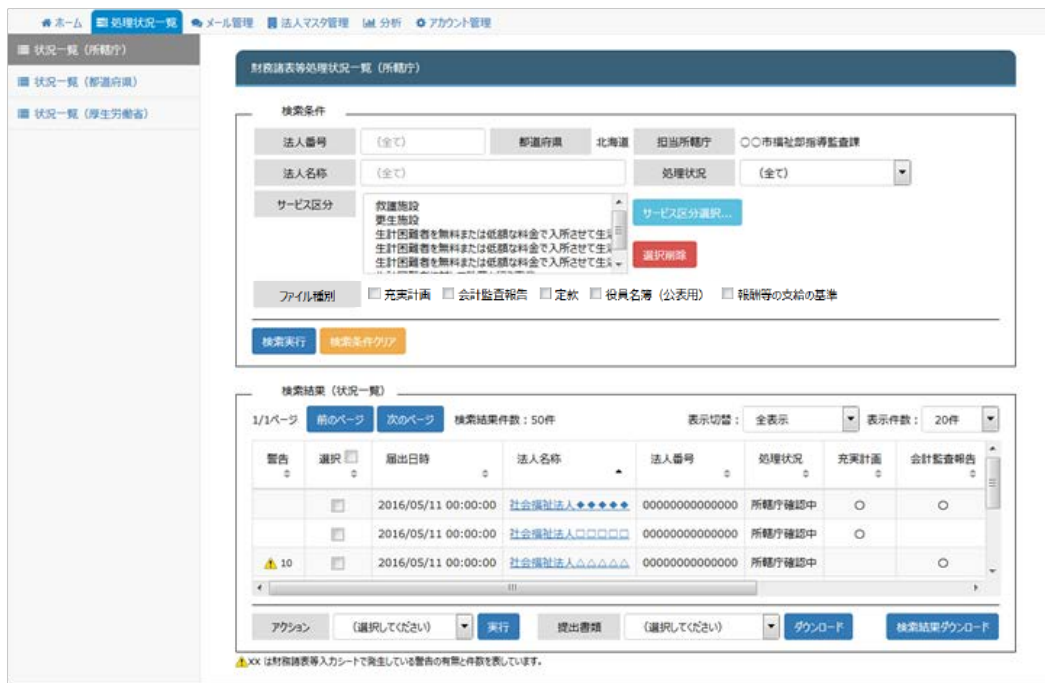 ホーム 処理状況一覧 メール管理 法人マスタ管理 分析 アカウント管理
状況一覧（所轄庁）
状況一覧（都道府県）
状況一覧（厚生労働省）
財務諸表等処理状況一覧（所轄庁）
検索条件
法人番号 （全て） 都道府県 北海道 担当所轄庁 〇〇市福祉部指導監査課
法人名称 （全て） 処理状況 （全て）
サービス区分
救護施設
更生施設
生計困難者を無料または低額な料金で入所させて生活
生計困難者を無料または低額な料金で入所させて生活
生計困難者を無料または低額な料金で入所させて生活
サービス区分選択...
選択削除
ファイル種別 充実計画 会計監査報告 定款 役員名簿（公表用） 報酬等の支給の基準
検索実行 検索条件クリア
検索結果（状況一覧）
1/1ページ 前のページ 次のページ 検索結果件数：50件 表示切替： 全表示 表示件数： 20件
警告 選択 届出日時 法人名称 法人番号 処理状況 充実計画 会計監査報告
2016/05/11 00:00:00 社会福祉法人◆◆◆◆◆ 00000000000000 所轄庁確認中 〇 〇
2016/05/11 00:00:00 社会福祉法人□□□□□ 00000000000000 所轄庁確認中 〇
10 2016/05/11 00:00:00 社会福祉法人△△△△△ 00000000000000 所轄庁確認中 〇
アクション （選択してください） 実行 提出書類 （選択してください） ダウンロード 検索結果ダウンロード
xx は財務諸表等入力シートで発生している警告の有無と件数を表しています。